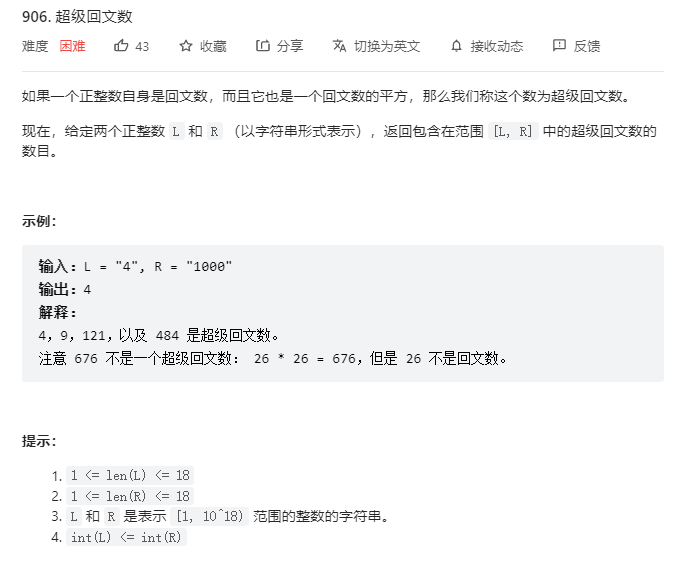 906. 超级回文数
难度 困难 43 收藏 分享 切换为英文 接收动态 反馈
如果一个正整数自身是回文数，而且它也是一个回文数的平方，那么我们称这个数为超级回文数。
现在，给定两个正整数 L 和 R （以字符串形式表示），返回包含在范围 [L, R] 中的超级回文数的
数目。
示例：
输入：L = "4", R = "1000"
输出：4
解释：
4，9，121，以及 484 是超级回文数。
注意 676 不是一个超级回文数： 26 * 26 = 676，但是 26 不是回文数。
提示：
1. 1 <= len(L) <= 18
2. 1 <= len(R) <= 18
3. L 和 R 是表示 [1, 10^18) 范围的整数的字符串。
4. int(L) <= int(R)